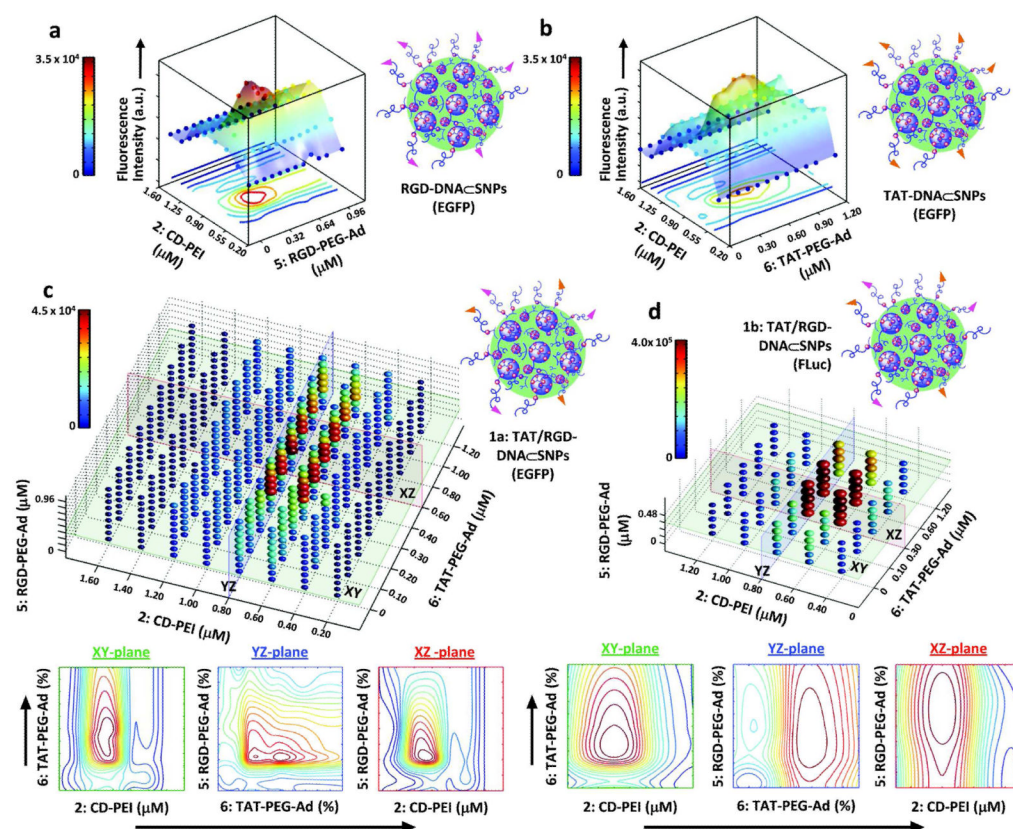 a
3.5 x 10⁴
0
Fluorescence
Intensity (a.u.)
1.60
1.25
0.90
0.55
0.20
2: CD-PEI
(μM)
0
0.32
0.64
0.96
5: RGD-PEG-Ad
(μM)
RGD-DNA⊂SNPs
(EGFP)
b
3.5 x 10⁴
0
Fluorescence
Intensity (a.u.)
1.60
1.25
0.90
0.55
0.20
2: CD-PEI
(μM)
0
0.30
0.60
0.90
1.20
6: TAT-PEG-Ad
(μM)
TAT-DNA⊂SNPs
(EGFP)
c
4.5 x 10⁴
0
5: RGD-PEG-Ad (μM)
0.96
0
1.60
1.40
1.20
1.00
0.80
0.60
0.40
0.20
2: CD-PEI (μM)
0
0.10
0.20
0.30
0.40
0.60
0.80
1.00
1.20
6: TAT-PEG-Ad (μM)
XZ
YZ
XY
1a: TAT/RGD-
DNA⊂SNPs
(EGFP)
d
1b: TAT/RGD-
DNA⊂SNPs
(FLuc)
4.0x 10⁵
0
5: RGD-PEG-Ad
(μM)
0.48
0
1.20
1.00
0.80
0.60
0.40
0
2: CD-PEI (μM)
0
0.10
0.30
0.60
1.20
6: TAT-PEG-Ad (μM)
XZ
YZ
XY
XY-plane
6: TAT-PEG-Ad (%)
2: CD-PEI (μM)
YZ-plane
5: RGD-PEG-Ad (%)
6: TAT-PEG-Ad (%)
XZ -plane
5: RGD-PEG-Ad (%)
2: CD-PEI (μM)
XY-plane
6: TAT-PEG-Ad (%)
2: CD-PEI (μM)
YZ-plane
5: RGD-PEG-Ad (%)
6: TAT-PEG-Ad (%)
XZ-plane
5: RGD-PEG-Ad (%)
2: CD-PEI (μM)